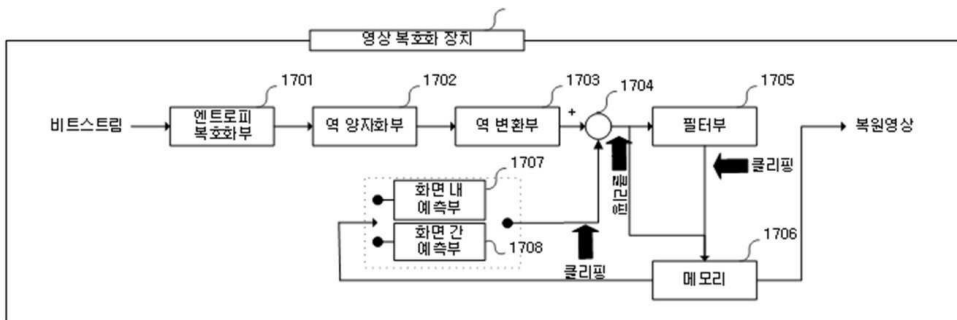 영상 복호화 장치
1701
1702
1703
1704
1705
비트스트림
엔트로피
복호화부
역 양자화부
역 변환부
+
필터부
복원영상
클리핑
클리핑
1707
화면 내
예측부
화면 간
예측부
1708
클리핑
1706
메모리